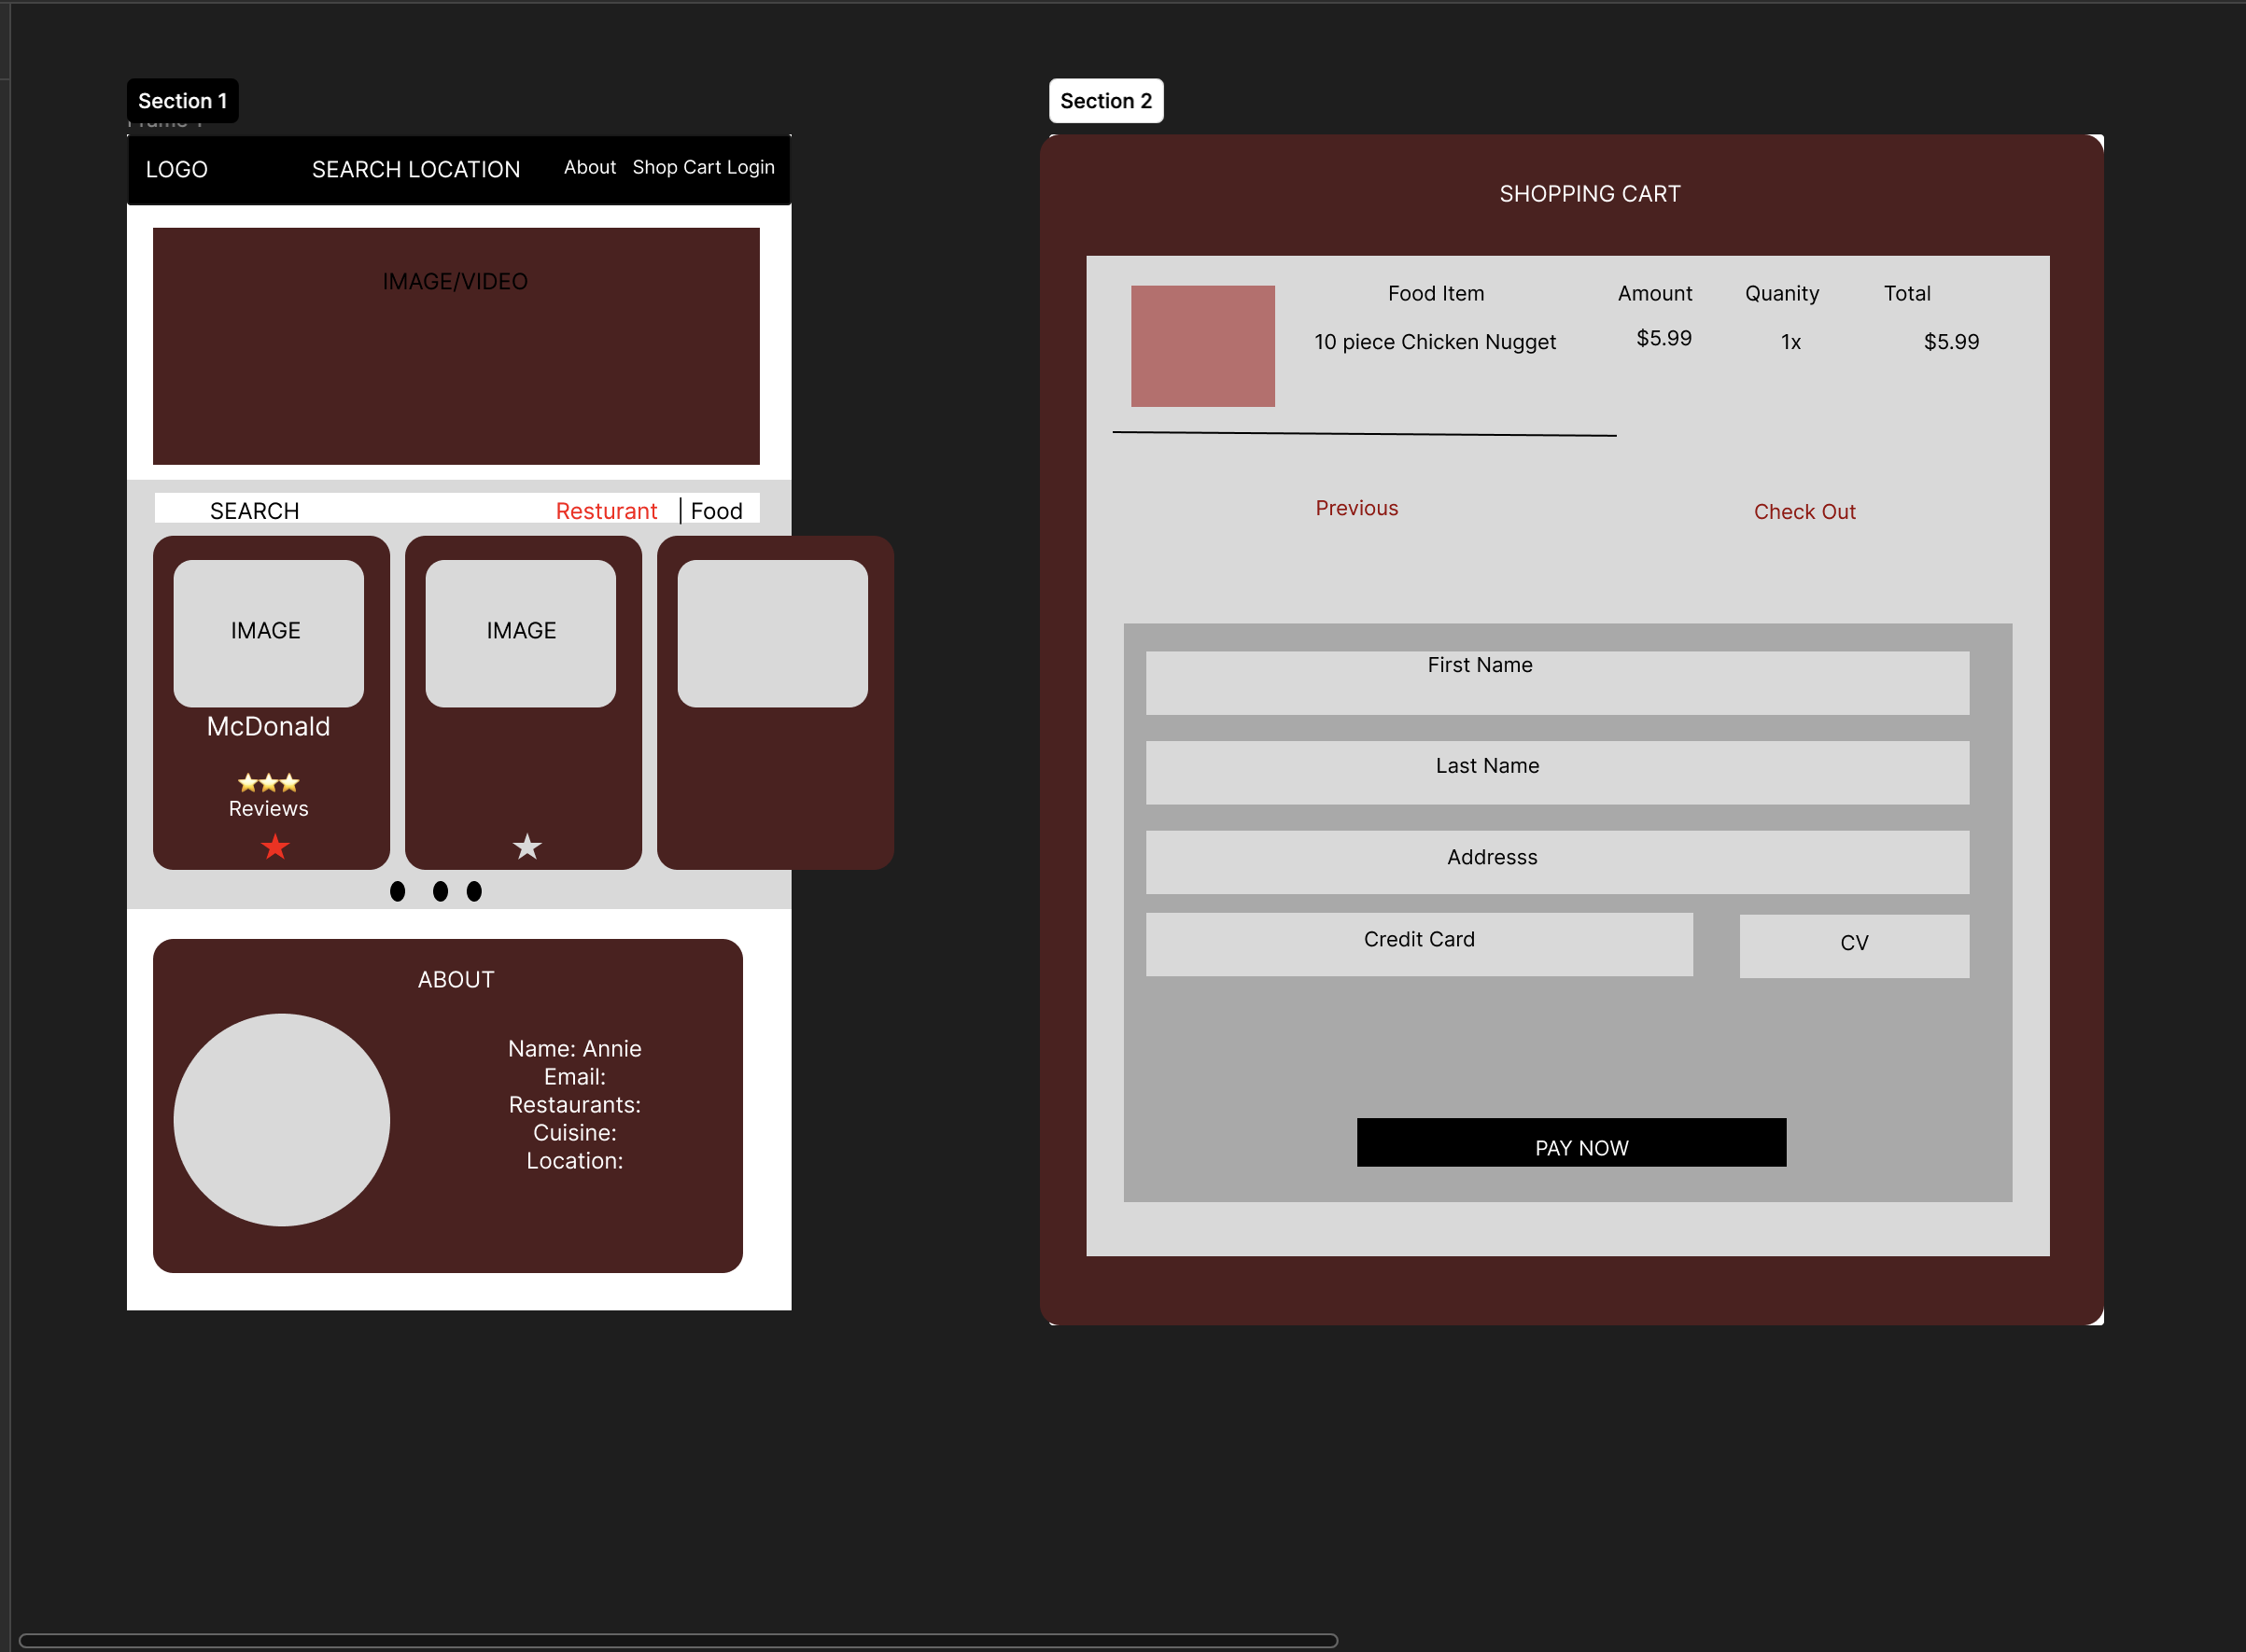 Section 1
LOGO
SEARCH LOCATION
About Shop Cart Login
IMAGE/VIDEO
SEARCH
Resturant | Food
IMAGE
IMAGE
McDonald
Reviews
ABOUT
Name: Annie
Email:
Restaurants:
Cuisine:
Location:
Section 2
SHOPPING CART
Food Item Amount Quanity Total
10 piece Chicken Nugget $5.99 1x $5.99
Previous
Check Out
First Name
Last Name
Addresss
Credit Card
CV
PAY NOW